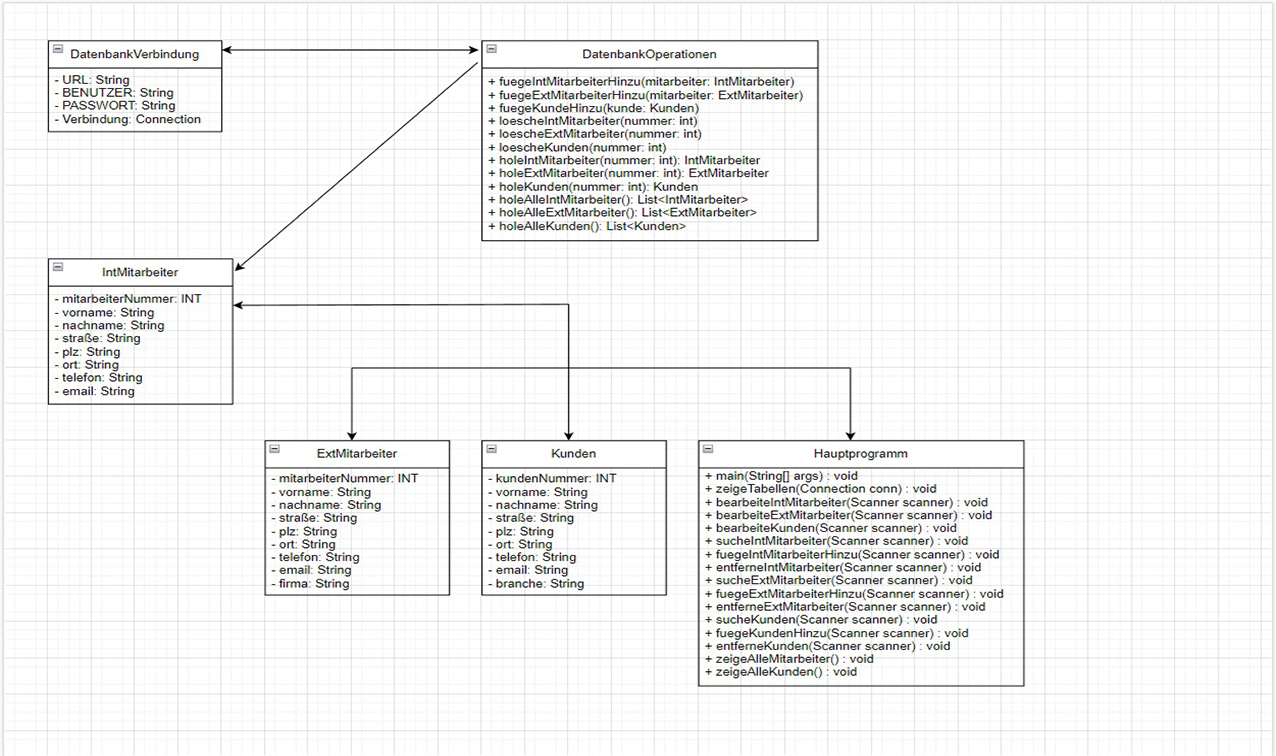 DatenbankVerbindung
- URL: String
- BENUTZER: String
- PASSWORT: String
- Verbindung: Connection
DatenbankOperationen
+ fuegeIntMitarbeiterHinzu(mitarbeiter: IntMitarbeiter)
+ fuegeExtMitarbeiterHinzu(mitarbeiter: ExtMitarbeiter)
+ fuegeKundeHinzu(kunde: Kunden)
+ loescheIntMitarbeiter(nummer: int)
+ loescheExtMitarbeiter(nummer: int)
+ loescheKunden(nummer: int)
+ holeIntMitarbeiter(nummer: int): IntMitarbeiter
+ holeExtMitarbeiter(nummer: int): ExtMitarbeiter
+ holeKunden(nummer: int): Kunden
+ holeAlleIntMitarbeiter(): List<IntMitarbeiter>
+ holeAlleExtMitarbeiter(): List<ExtMitarbeiter>
+ holeAlleKunden(): List<Kunden>
IntMitarbeiter
- mitarbeiterNummer: INT
- vorname: String
- nachname: String
- straße: String
- plz: String
- ort: String
- telefon: String
- email: String
ExtMitarbeiter
- mitarbeiterNummer: INT
- vorname: String
- nachname: String
- straße: String
- plz: String
- ort: String
- telefon: String
- email: String
- firma: String
Kunden
- kundenNummer: INT
- vorname: String
- nachname: String
- straße: String
- plz: String
- ort: String
- telefon: String
- email: String
- branche: String
Hauptprogramm
+ main(String[] args) : void
+ zeigeTabellen(Connection conn) : void
+ bearbeiteIntMitarbeiter(Scanner scanner) : void
+ bearbeiteExtMitarbeiter(Scanner scanner) : void
+ bearbeiteKunden(Scanner scanner) : void
+ sucheIntMitarbeiter(Scanner scanner) : void
+ fuegeIntMitarbeiterHinzu(Scanner scanner) : void
+ entferneIntMitarbeiter(Scanner scanner) : void
+ sucheExtMitarbeiter(Scanner scanner) : void
+ fuegeExtMitarbeiterHinzu(Scanner scanner) : void
+ entferneExtMitarbeiter(Scanner scanner) : void
+ sucheKunden(Scanner scanner) : void
+ fuegeKundenHinzu(Scanner scanner) : void
+ entferneKunden(Scanner scanner) : void
+ zeigeAlleMitarbeiter() : void
+ zeigeAlleKunden() : void